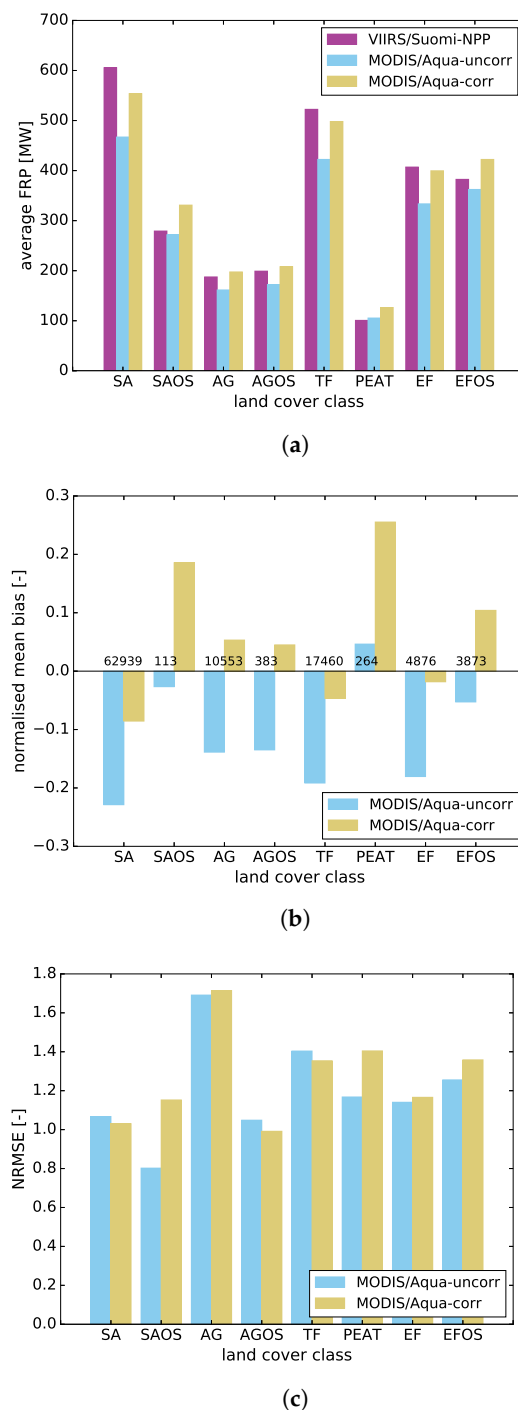 700
600
500
400
300
200
100
0
average FRP [MW]
VIIRS/Suomi-NPP
MODIS/Aqua-uncorr
MODIS/Aqua-corr
SA SAOS AG AGOS TF PEAT EF EFOS
land cover class
(a)
0.3
0.2
0.1
0.0
−0.1
−0.2
−0.3
normalised mean bias [-]
62939 113 10553 383 17460 264 4876 3873
MODIS/Aqua-uncorr
MODIS/Aqua-corr
SA SAOS AG AGOS TF PEAT EF EFOS
land cover class
(b)
1.8
1.6
1.4
1.2
1.0
0.8
0.6
0.4
0.2
0.0
NRMSE [-]
MODIS/Aqua-uncorr
MODIS/Aqua-corr
SA SAOS AG AGOS TF PEAT EF EFOS
land cover class
(c)